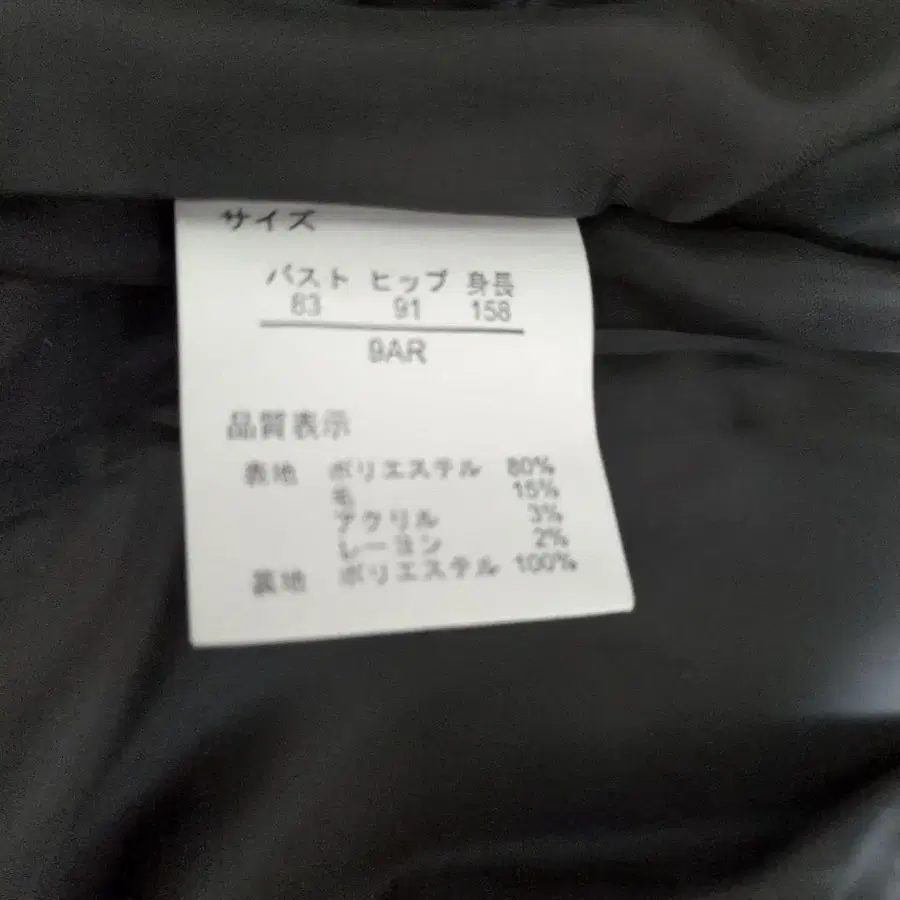 サイズ
バスト ヒップ 身長
83 91 158
9AR
品質表示
表地 ポリエステル 80%
毛 15%
アクリル 3%
レーヨン 2%
裏地 ポリエステル 100%